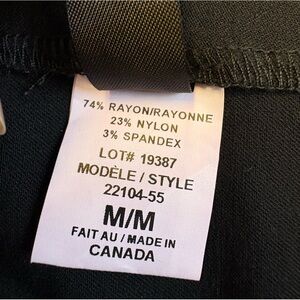 74% RAYON/RAYONNE
23% NYLON
3% SPANDEX
LOT# 19387
MODÈLE / STYLE
22104-55
M/M
FAIT AU / MADE IN
CANADA